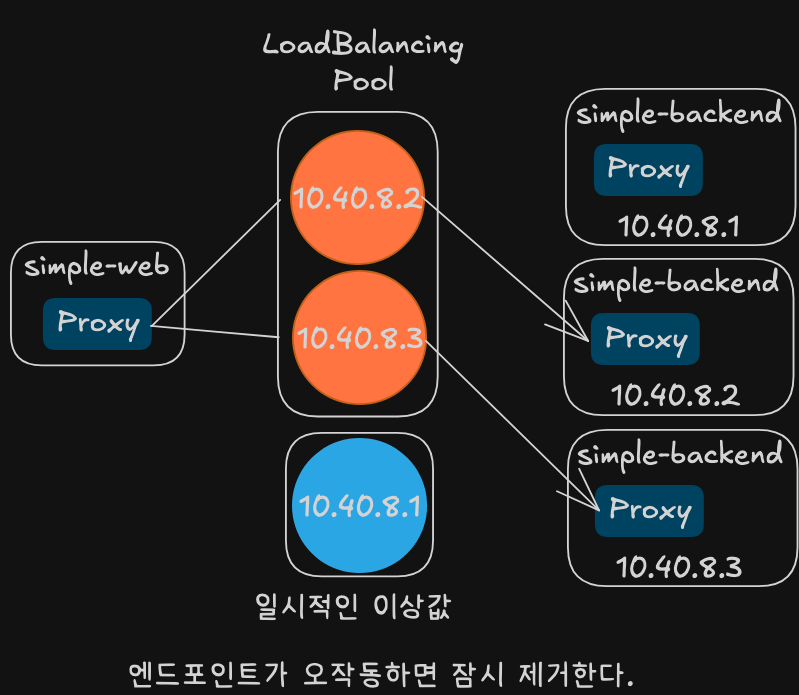 LoadBalancing
Pool
10.40.8.2
10.40.8.3
10.40.8.1
일시적인 이상값
simple-web
Proxy
simple-backend
Proxy
10.40.8.1
simple-backend
Proxy
10.40.8.2
simple-backend
Proxy
10.40.8.3
엔드포인트가 오작동하면 잠시 제거한다.